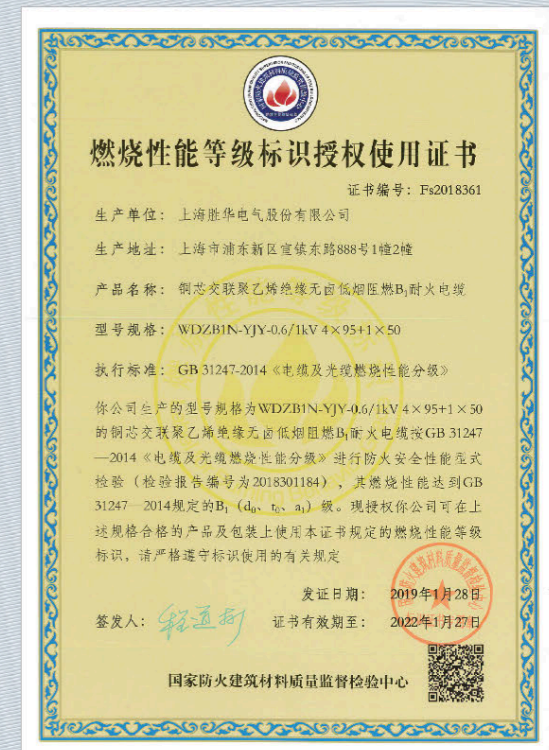 燃烧性能等级标识授权使用证书
证书编号：Fs2018361
生产单位：上海胜华电气股份有限公司
生产地址：上海市浦东新区宣镇东路888号1幢2幢
产品名称：铜芯交联聚乙烯绝缘无卤低烟阻燃B₁耐火电缆
型号规格：WDZB1N-YJY-0.6/1kV 4×95+1×50
执行标准：GB 31247-2014《电缆及光缆燃烧性能分级》
你公司生产的型号规格为WDZB1N-YJY-0.6/1kV 4×95+1×50
的铜芯交联聚乙烯绝缘无卤低烟阻燃B₁耐火电缆按GB 31247
—2014《电缆及光缆燃烧性能分级》进行防火安全性能型式
检验（检验报告编号为2018301184），其燃烧性能达到GB
31247—2014规定的B₁（d₀、t₀、a₁）级。现授权你公司可在上
述规格合格的产品及包装上使用本证书规定的燃烧性能等级
标识，请严格遵守标识使用的有关规定
发证日期：2019年1月28日
签发人：程道彬 证书有效期至：2022年1月27日
国家防火建筑材料质量监督检验中心